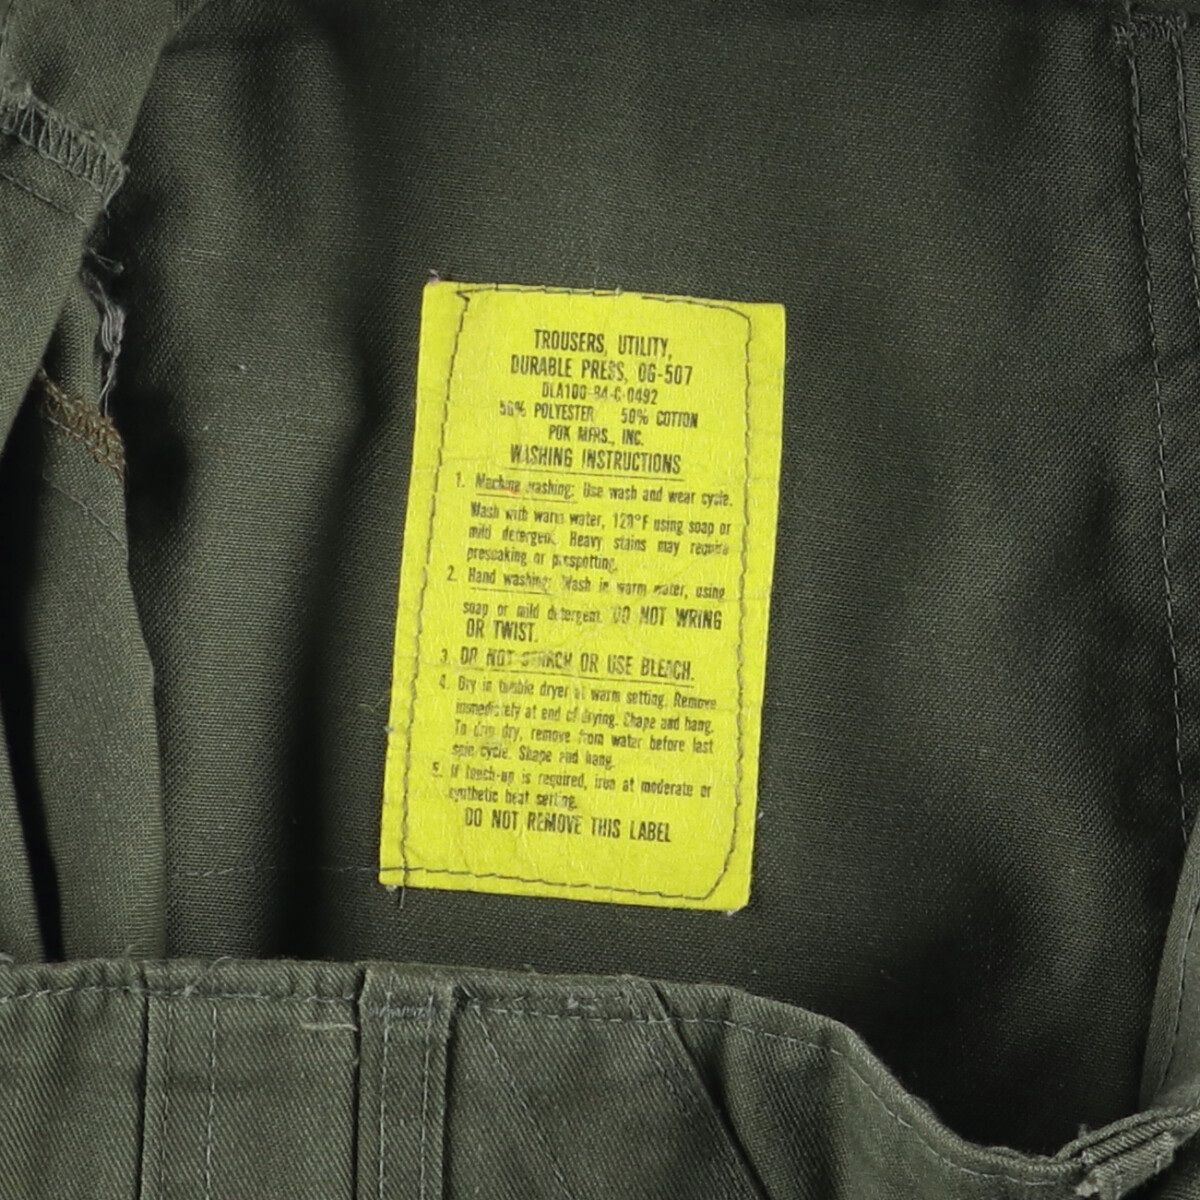 TROUSERS, UTILITY,
DURABLE PRESS, OG-507
DLA100-84-C-0492
50% POLYESTER 50% COTTON
POX MFRS., INC.
WASHING INSTRUCTIONS
1. Machine washing: Use wash and wear cycle.
Wash with warm water, 120°F using soap or
mild detergent. Heavy stains may require
presoaking or prespotting.
2. Hand washing: Wash in warm water, using
soap or mild detergent. DO NOT WRING
OR TWIST.
3. DO NOT STARCH OR USE BLEACH.
4. Dry in tumble dryer at warm setting. Remove
immediately at end of drying. Shape and hang.
To drip dry, remove from water before last
spin cycle. Shape and hang.
5. If touch-up is required, iron at moderate or
synthetic heat setting.
DO NOT REMOVE THIS LABEL